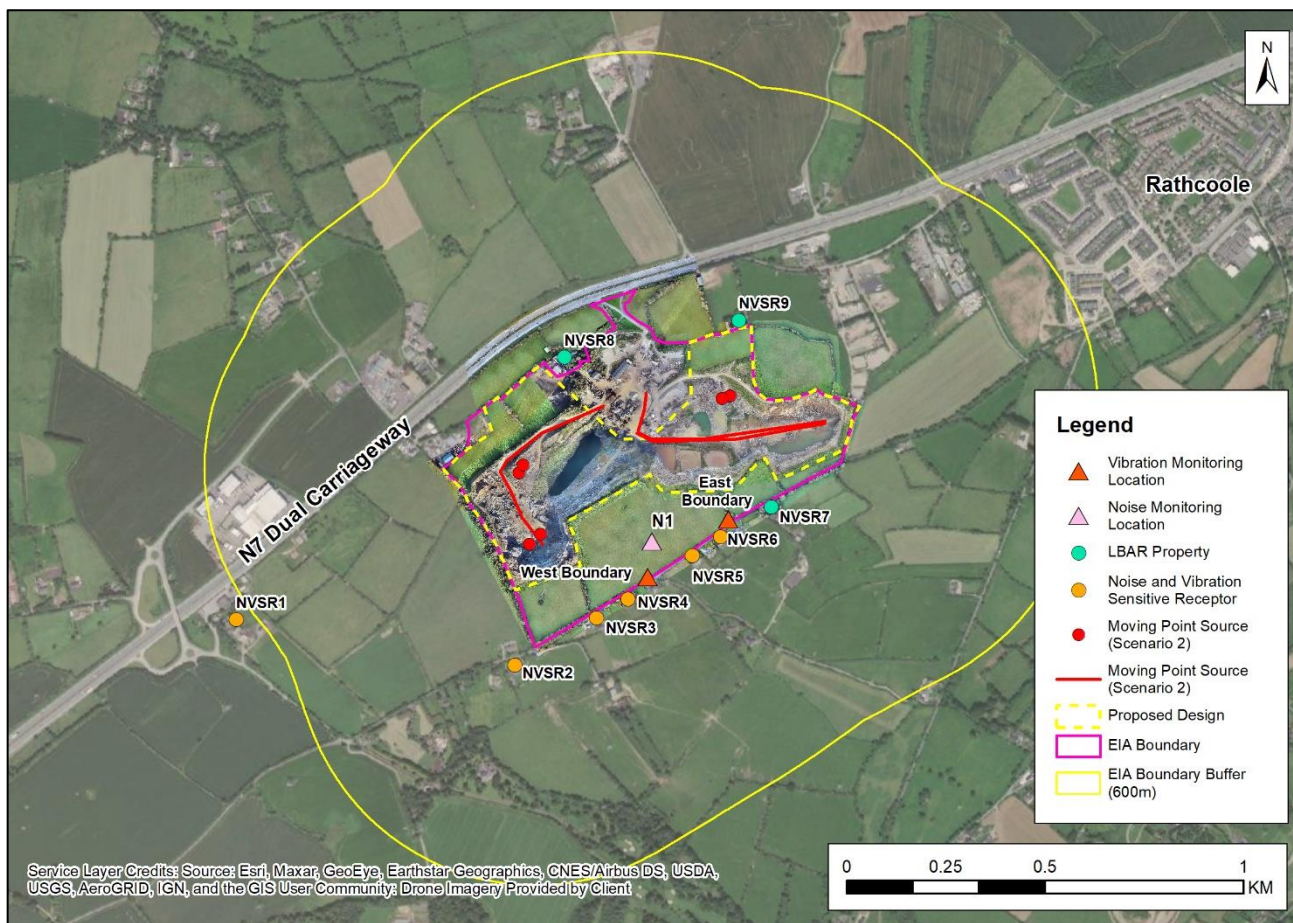 N
Rathcoole
NVSR9
NVSR8
N7 Dual Carriageway
East
Boundary
N1
NVSR7
NVSR6
West Boundary
NVSR5
NVSR4
NVSR1
NVSR3
NVSR2
Legend
Vibration Monitoring
Location
Noise Monitoring
Location
LBAR Property
Noise and Vibration
Sensitive Receptor
Moving Point Source
(Scenario 2)
Moving Point Source
(Scenario 2)
Proposed Design
EIA Boundary
EIA Boundary Buffer
(600m)
Service Layer Credits: Source: Esri, Maxar, GeoEye, Earthstar Geographics, CNES/Airbus DS, USDA,
USGS, AeroGRID, IGN, and the GIS User Community: Drone Imagery Provided by Client
0 0.25 0.5 1
KM